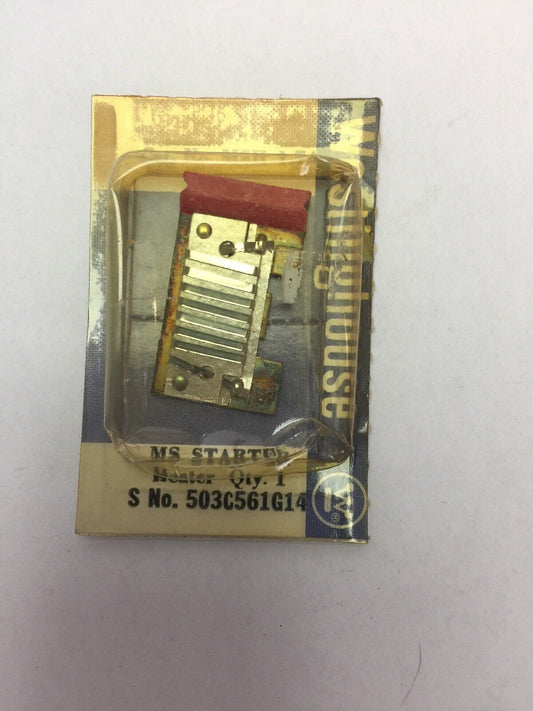 Westinghouse
MS STARTER
Heater Qty. 1
S No. 503C561G14
W